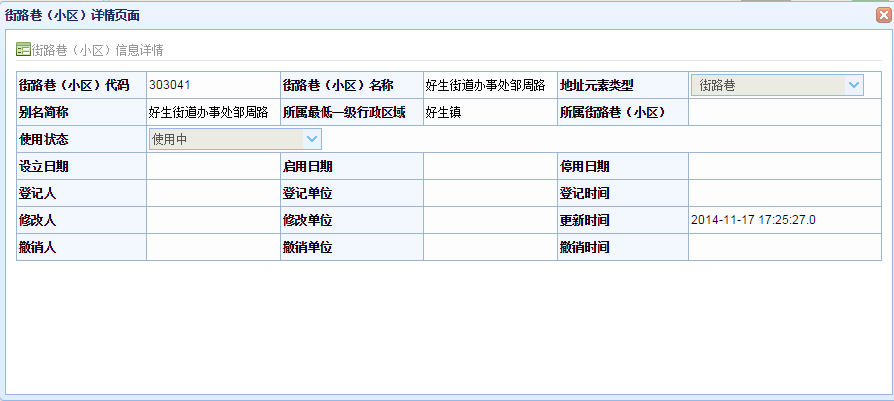 街路巷（小区）详情页面
街路巷（小区）信息详情
街路巷（小区）代码 303041 街路巷（小区）名称 好生街道办事处邹周路 地址元素类型 街路巷
别名简称 好生街道办事处邹周路 所属最低一级行政区域 好生镇 所属街路巷（小区）
使用状态 使用中
设立日期 启用日期 停用日期
登记人 登记单位 登记时间
修改人 修改单位 更新时间 2014-11-17 17:25:27.0
撤消人 撤消单位 撤消时间